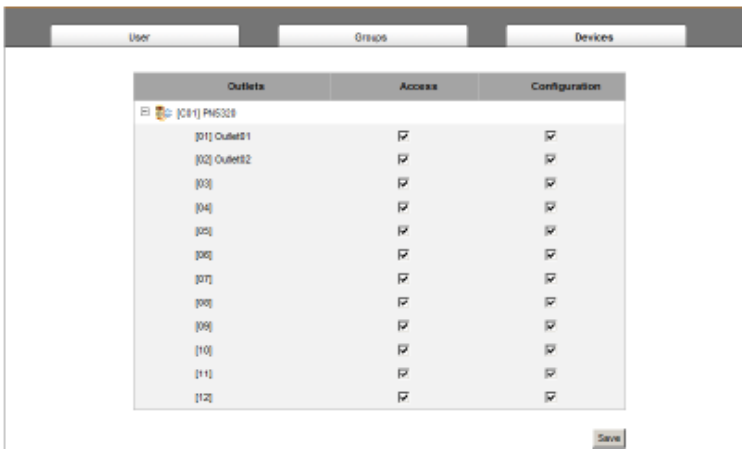 User Groups Devices
Outlets Access Configuration
[C01] PN5320
[01] Outlet01
[02] Outlet02
[03]
[04]
[05]
[06]
[07]
[08]
[09]
[10]
[11]
[12]
Save